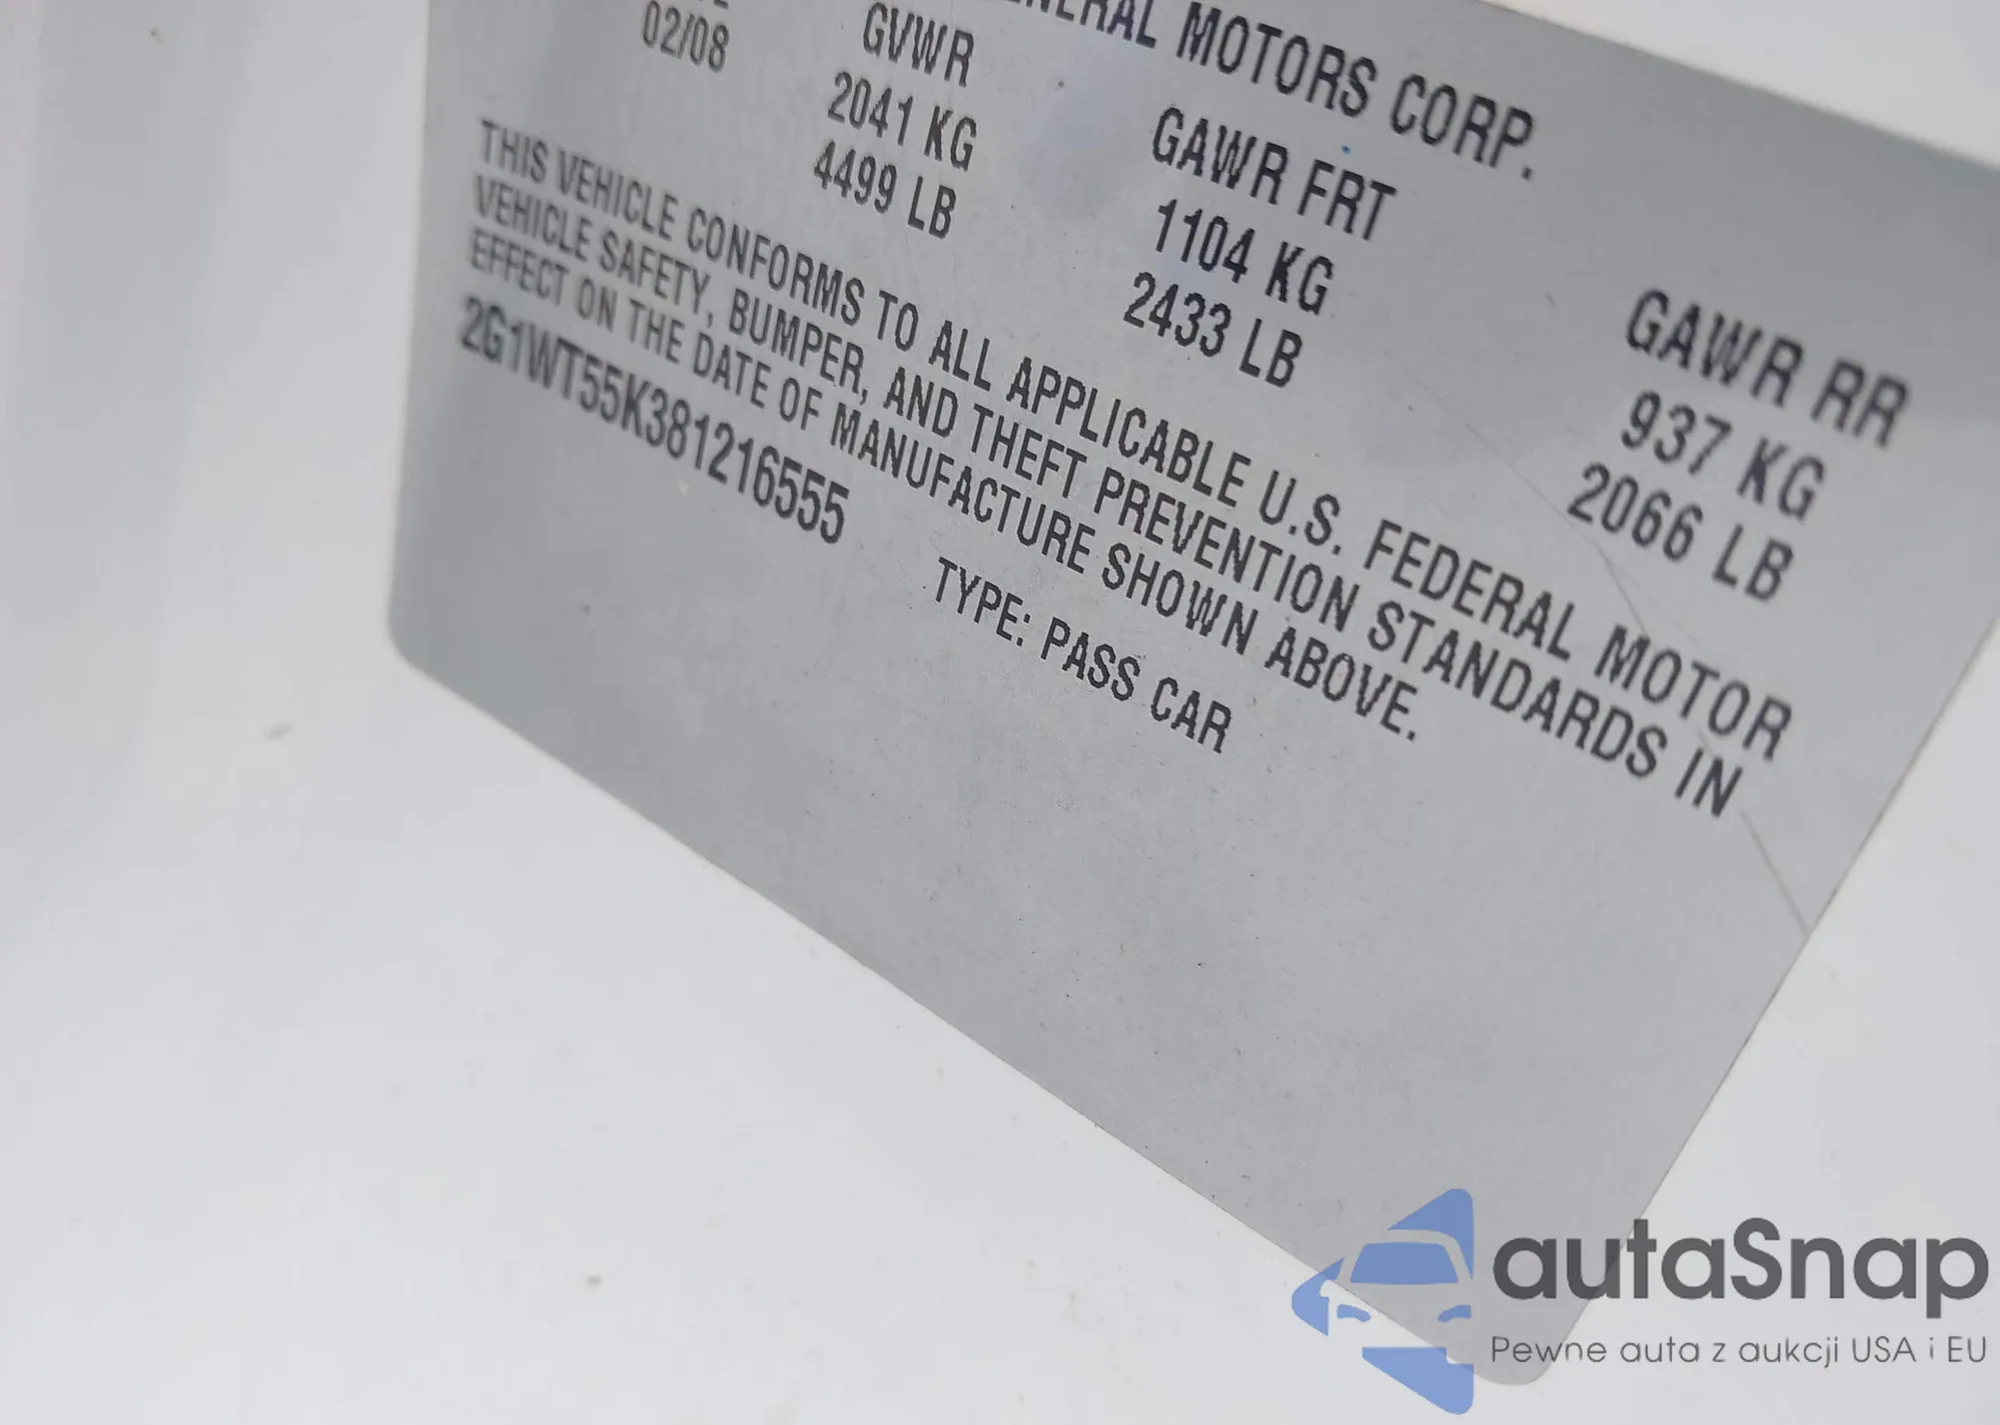 GENERAL MOTORS CORP.
02/08
GVWR
2041 KG
4499 LB
GAWR FRT
1104 KG
2433 LB
GAWR RR
937 KG
2066 LB
THIS VEHICLE CONFORMS TO ALL APPLICABLE U.S. FEDERAL MOTOR
VEHICLE SAFETY, BUMPER, AND THEFT PREVENTION STANDARDS IN
EFFECT ON THE DATE OF MANUFACTURE SHOWN ABOVE.
2G1WT55K381216555
TYPE: PASS CAR
autaSnap
Pewne auta z aukcji USA i EU